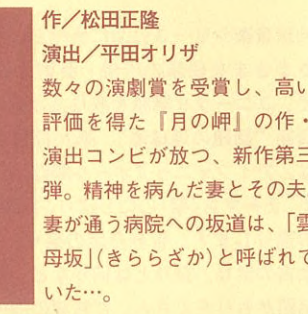 作／松田正隆
演出／平田オリザ
数々の演劇賞を受賞し、高い
評価を得た『月の岬』の作・
演出コンビが放つ、新作第三
弾。精神を病んだ妻とその夫。
妻が通う病院への坂道は、「雲
母坂」(きららざか)と呼ばれて
いた…。